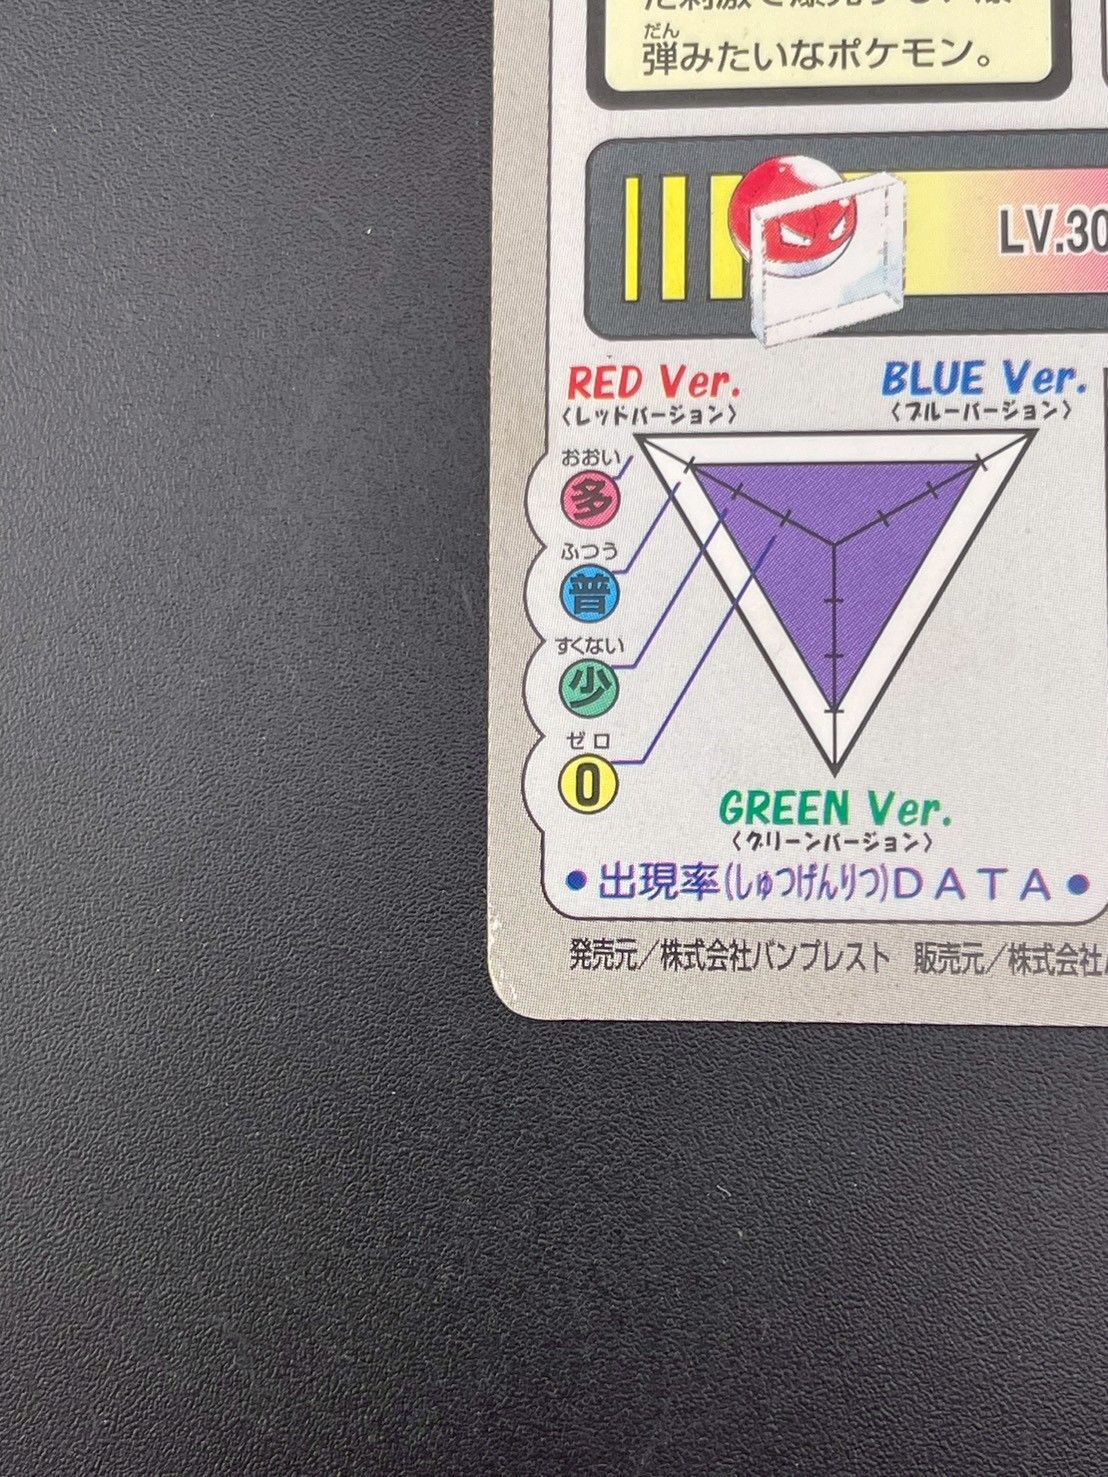 だん
弾みたいなポケモン。
LV.30
RED Ver. BLUE Ver.
〈レッドバージョン〉 〈ブルーバージョン〉
おおい
多
ふつう
普
すくない
少
ゼロ
0
GREEN Ver.
〈グリーンバージョン〉
●出現率(しゅつげんりつ)DATA●
発売元／株式会社バンプレスト 販売元／株式会社